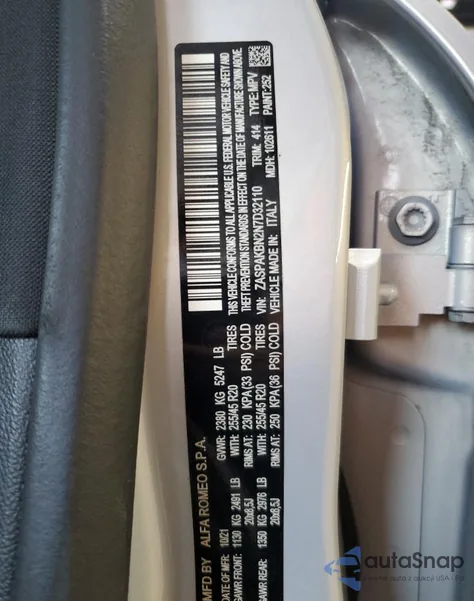 MFD BY ALFA ROMEO S.P.A.
DATE OF MFR: 10/21 GVWR: 2380 KG 5247 LB
GAWR FRONT: 1130 KG 2491 LB WITH: 255/45 R20 TIRES
20x8,5J RIMS AT: 230 KPA(33 PSI) COLD
GAWR REAR: 1350 KG 2976 LB WITH: 255/45 R20 TIRES
20x8,5J RIMS AT: 250 KPA(36 PSI) COLD
THIS VEHICLE CONFORMS TO ALL APPLICABLE U.S. FEDERAL MOTOR VEHICLE SAFETY AND
THEFT PREVENTION STANDARDS IN EFFECT ON THE DATE OF MANUFACTURE SHOWN ABOVE.
VIN: ZASPAKBN2N7D32110 TRIM: 414 TYPE:MPV
VEHICLE MADE IN: ITALY MDH: 102611 PAINT:252
autaSnap